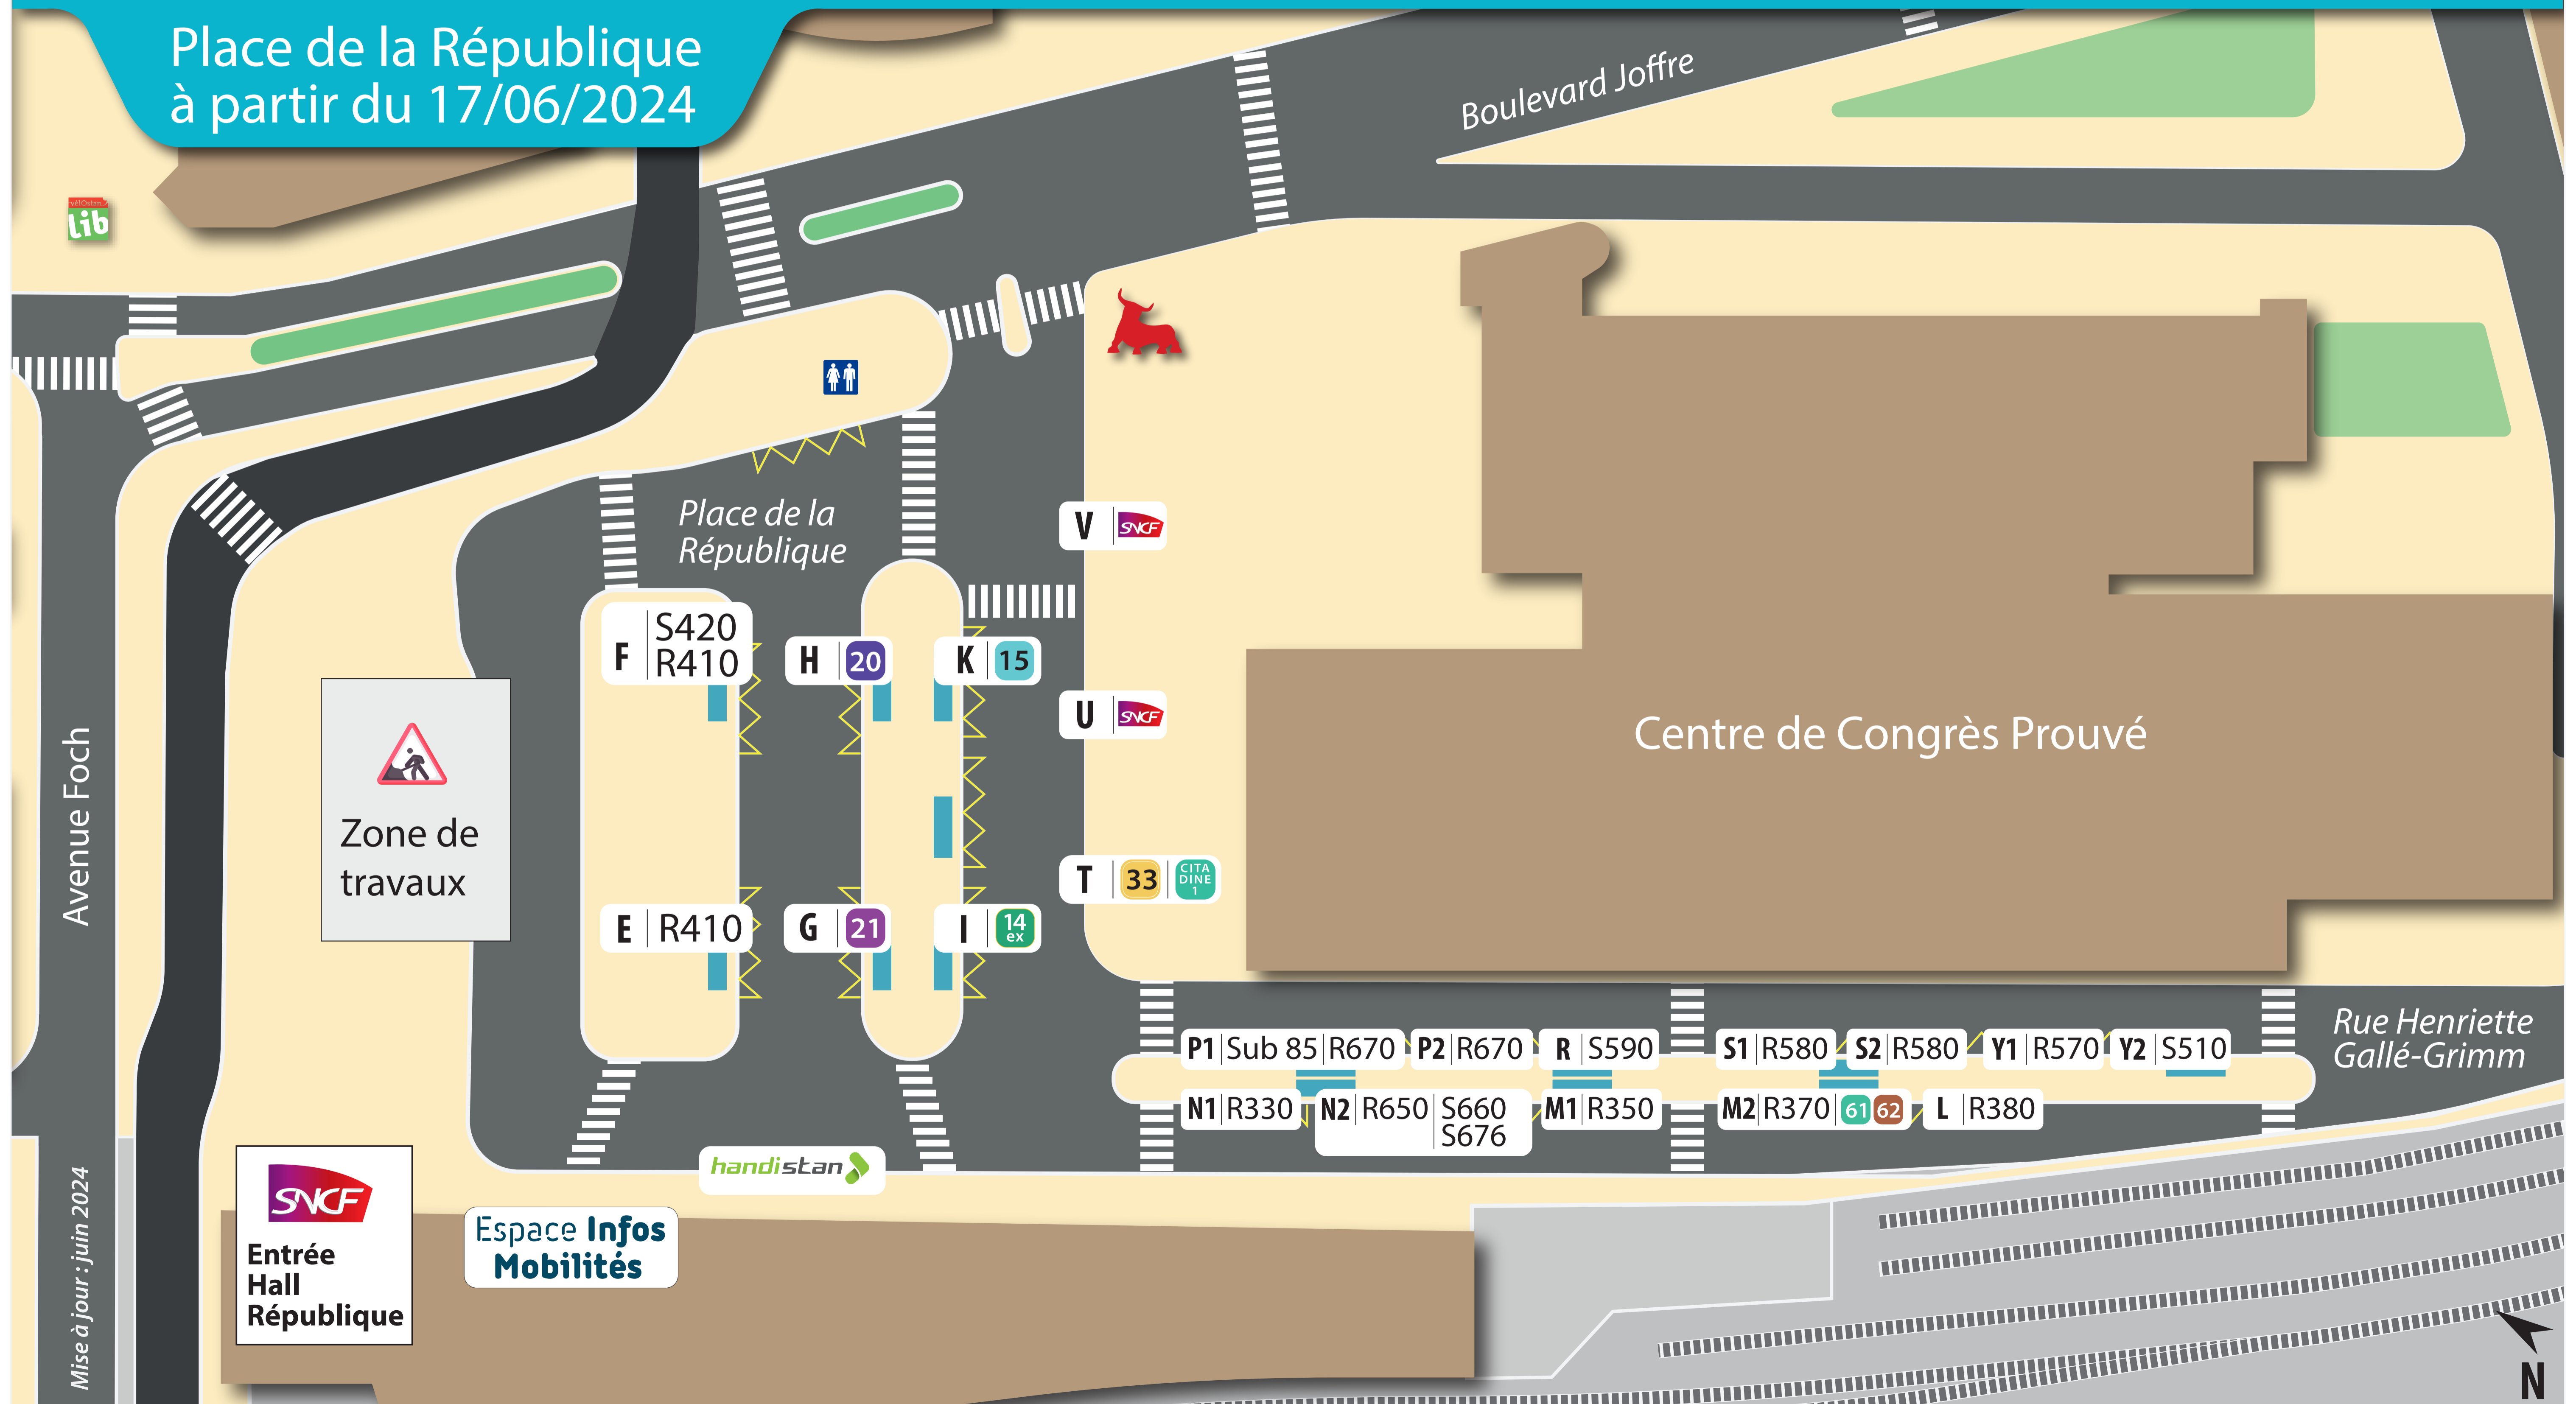 Place de la République
à partir du 17/06/2024
Boulevard Joffre
vélOstan
lib
Place de la
République
V SNCF
F S420
R410
H 20
K 15
U SNCF
Centre de Congrès Prouvé
Avenue Foch
Zone de
travaux
T 33 CITA
DINE
1
E R410
G 21
I 14
ex
Rue Henriette
Gallé-Grimm
P1 Sub 85 R670 P2 R670 R S590 S1 R580 S2 R580 Y1 R570 Y2 S510
N1 R330 N2 R650 S660
S676
M1 R350 M2 R370 61 62 L R380
handistan
SNCF
Entrée
Hall
République
Espace Infos
Mobilités
Mise à jour : juin 2024
N